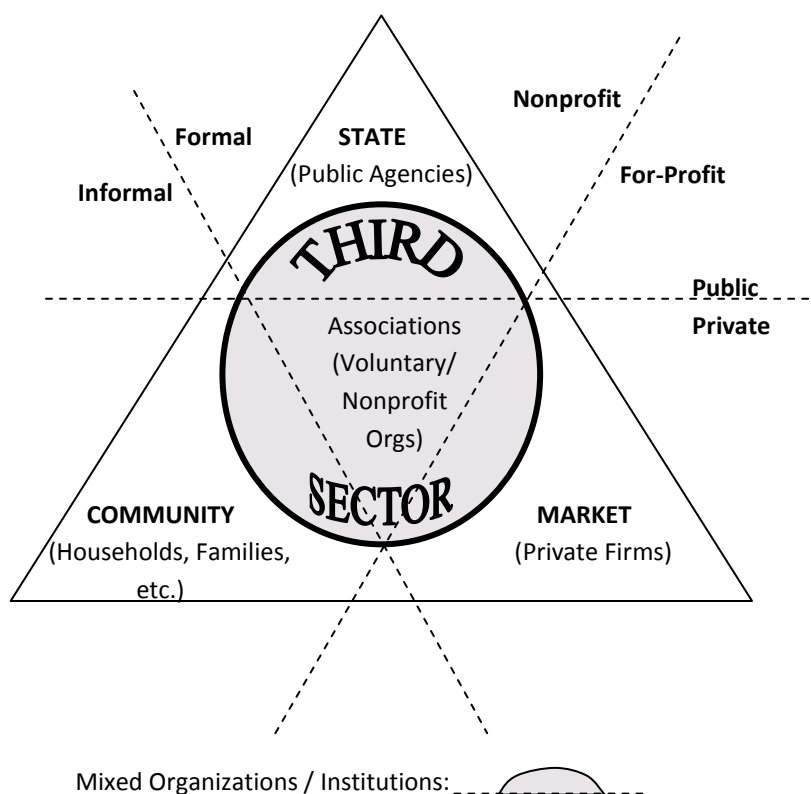 Nonprofit
Formal
STATE
(Public Agencies)
For-Profit
Informal
THIRD
Public
Private
Associations
(Voluntary/
Nonprofit
Orgs)
SECTOR
COMMUNITY
(Households, Families,
etc.)
MARKET
(Private Firms)
Mixed Organizations / Institutions: